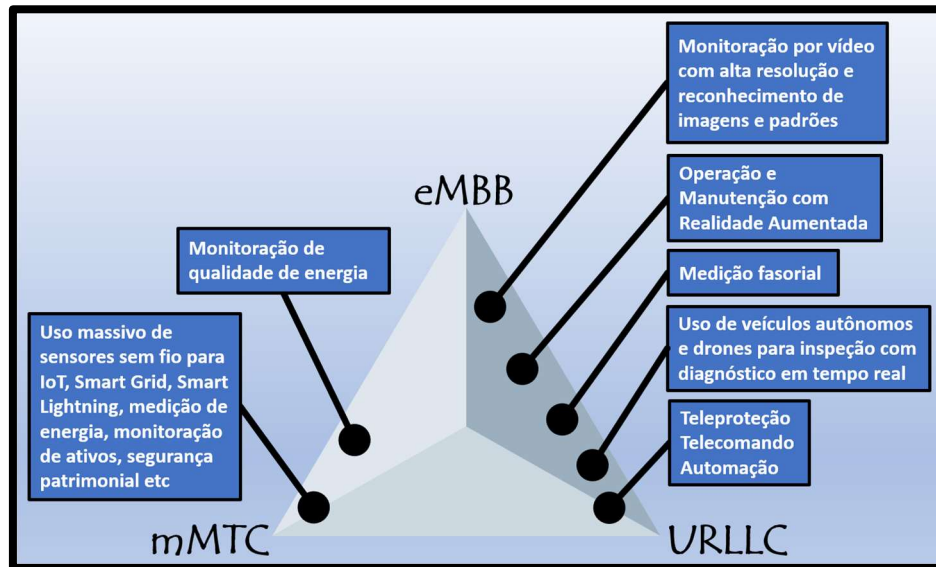 Monitoração por vídeo
com alta resolução e
reconhecimento de
imagens e padrões
eMBB
Operação e
Manutenção com
Realidade Aumentada
Monitoração de
qualidade de energia
Medição fasorial
Uso massivo de
sensores sem fio para
IoT, Smart Grid, Smart
Lightning, medição de
energia, monitoração
de ativos, segurança
patrimonial etc
Uso de veículos autônomos
e drones para inspeção com
diagnóstico em tempo real
Teleproteção
Telecomando
Automação
mMTC
URLLC